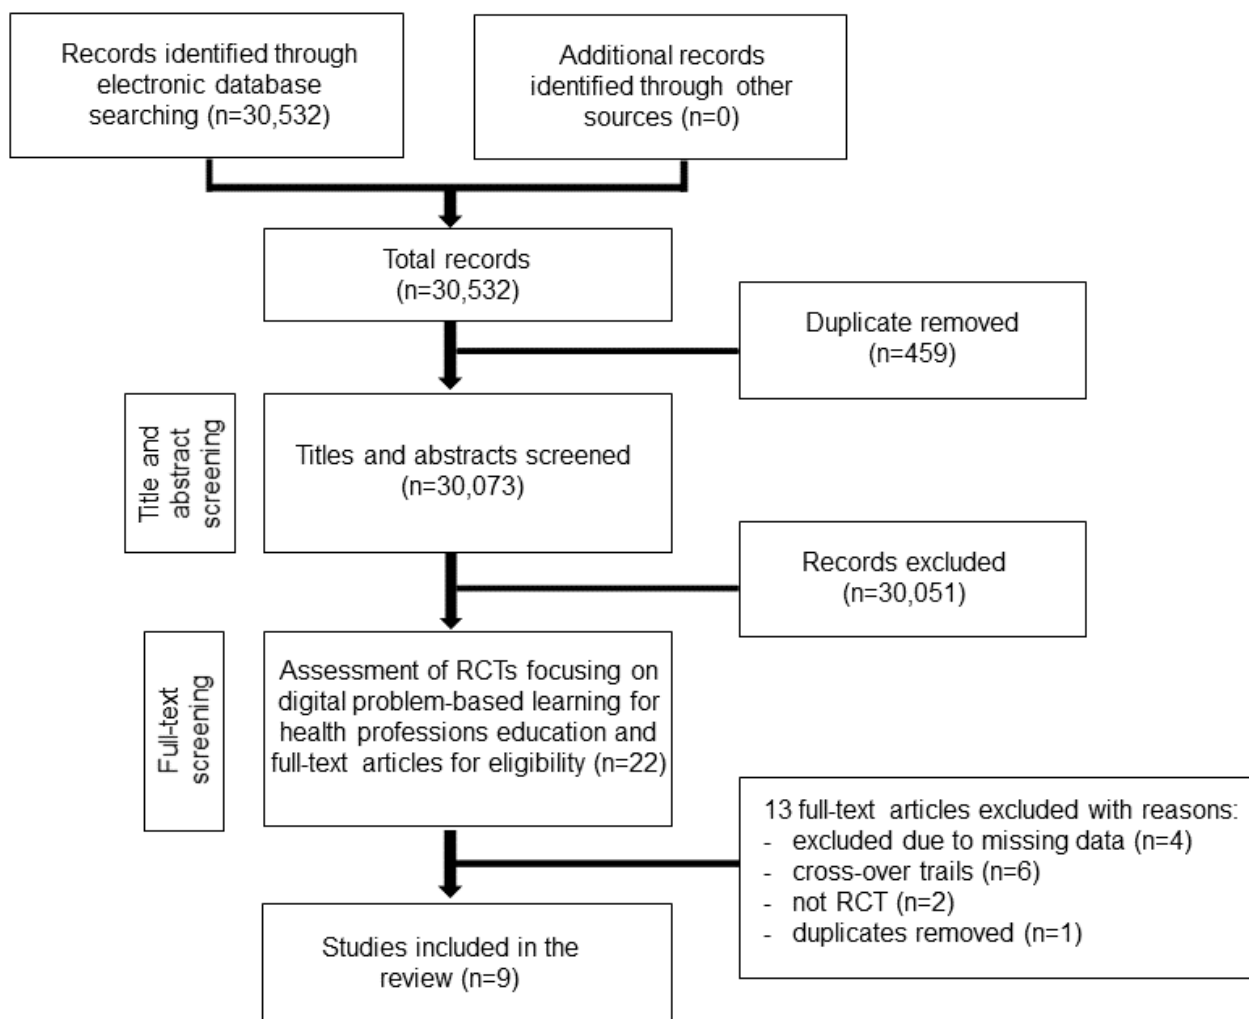 Records identified through
electronic database
searching (n=30,532)
Additional records
identified through other
sources (n=0)
Total records
(n=30,532)
Duplicate removed
(n=459)
Title and
abstract
screening
Titles and abstracts screened
(n=30,073)
Records excluded
(n=30,051)
Full-text
screening
Assessment of RCTs focusing on
digital problem-based learning for
health professions education and
full-text articles for eligibility (n=22)
13 full-text articles excluded with reasons:
- excluded due to missing data (n=4)
- cross-over trails (n=6)
- not RCT (n=2)
- duplicates removed (n=1)
Studies included in the
review (n=9)